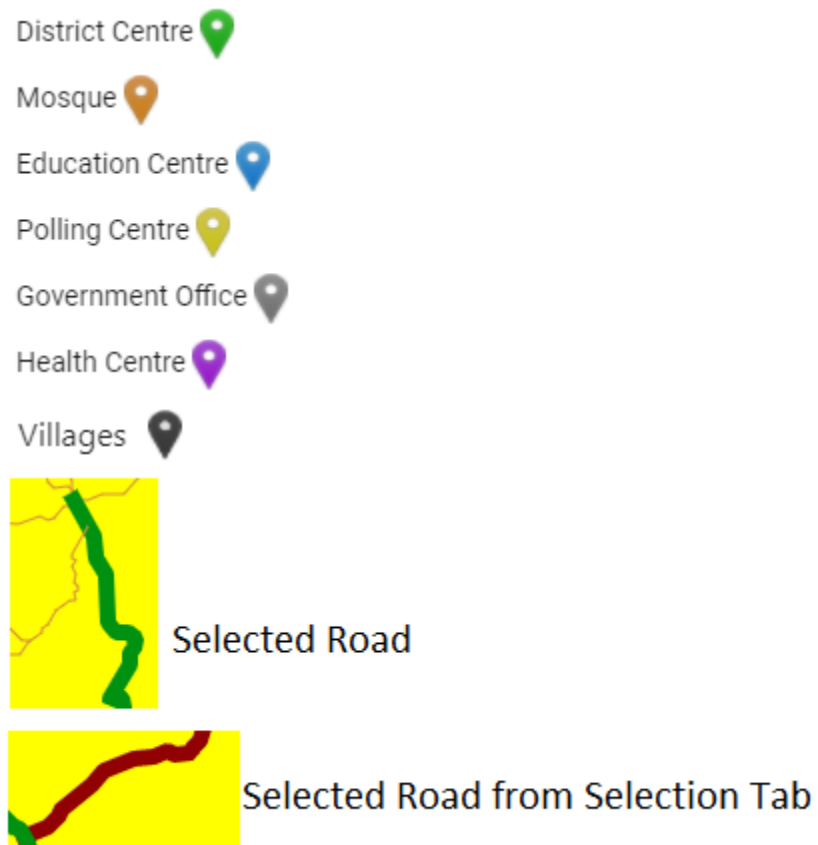 District Centre
Mosque
Education Centre
Polling Centre
Government Office
Health Centre
Villages
Selected Road
Selected Road from Selection Tab